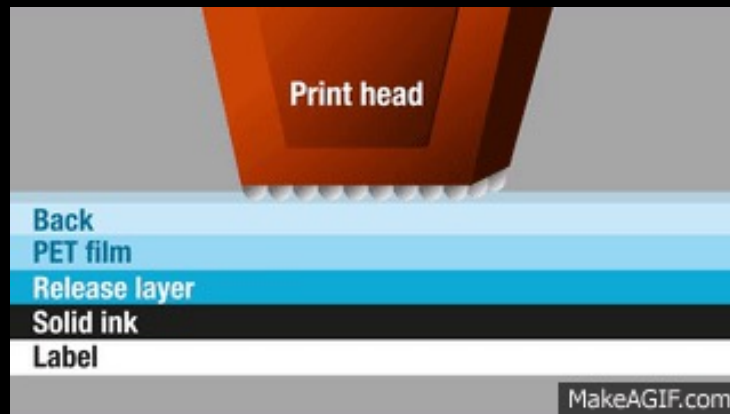 Print head
Back
PET film
Release layer
Solid ink
Label
MakeAGIF.com